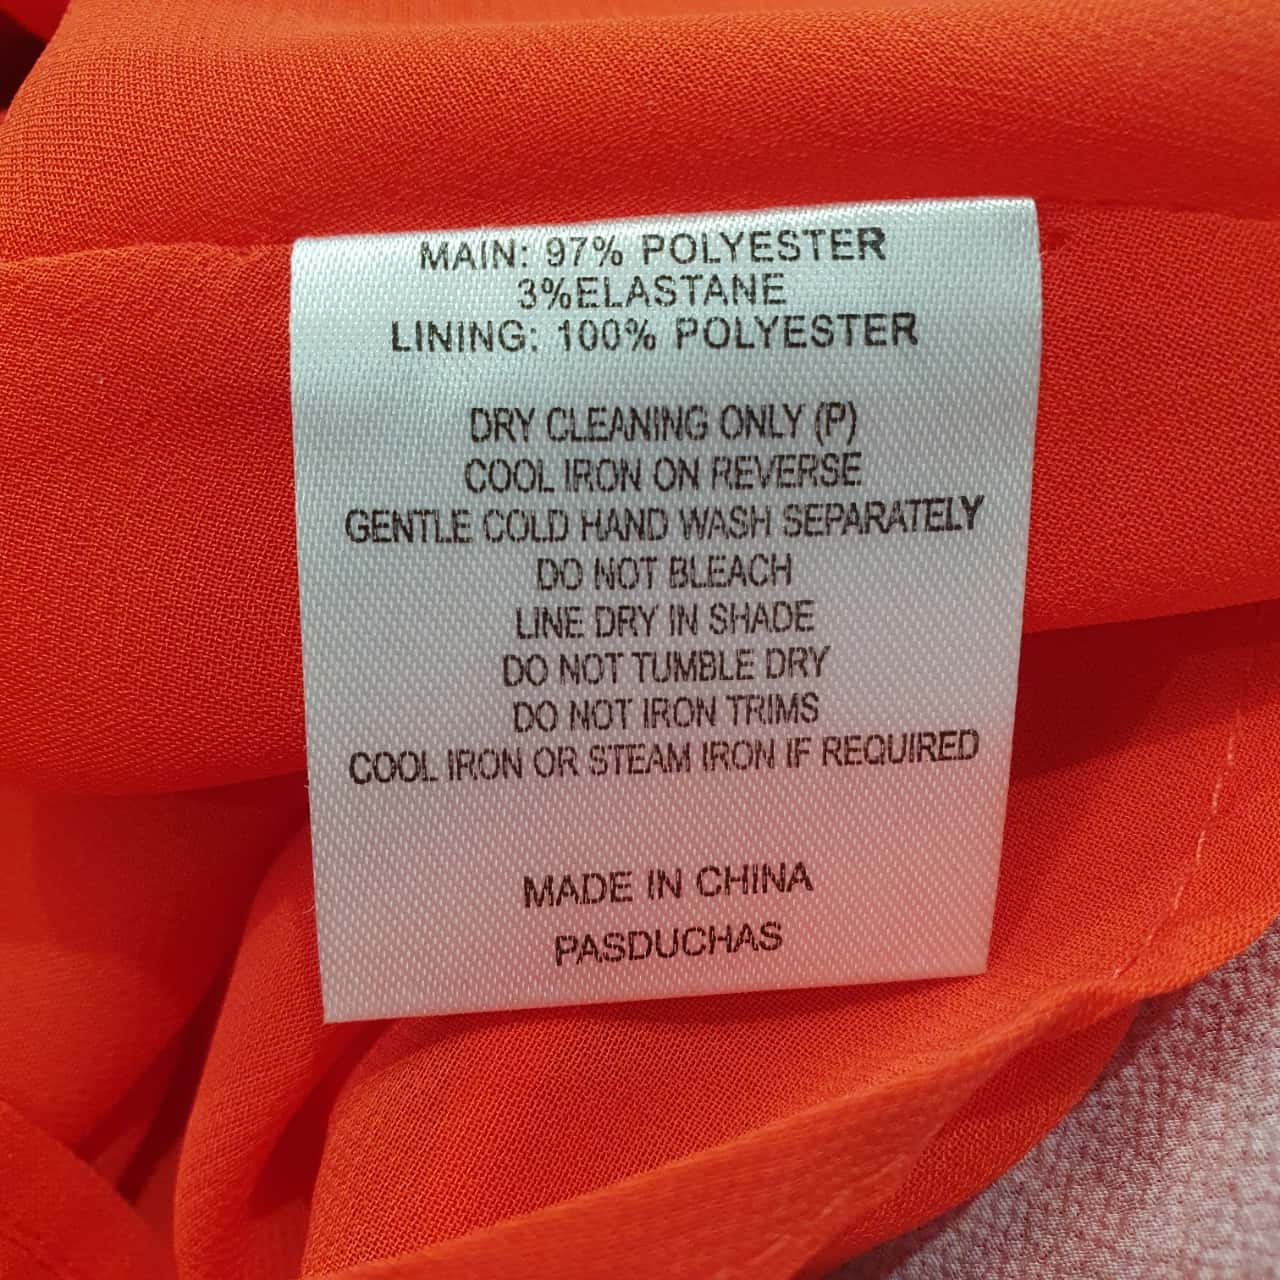 MAIN: 97% POLYESTER
3%ELASTANE
LINING: 100% POLYESTER
DRY CLEANING ONLY (P)
COOL IRON ON REVERSE
GENTLE COLD HAND WASH SEPARATELY
DO NOT BLEACH
LINE DRY IN SHADE
DO NOT TUMBLE DRY
DO NOT IRON TRIMS
COOL IRON OR STEAM IRON IF REQUIRED
MADE IN CHINA
PASDUCHAS